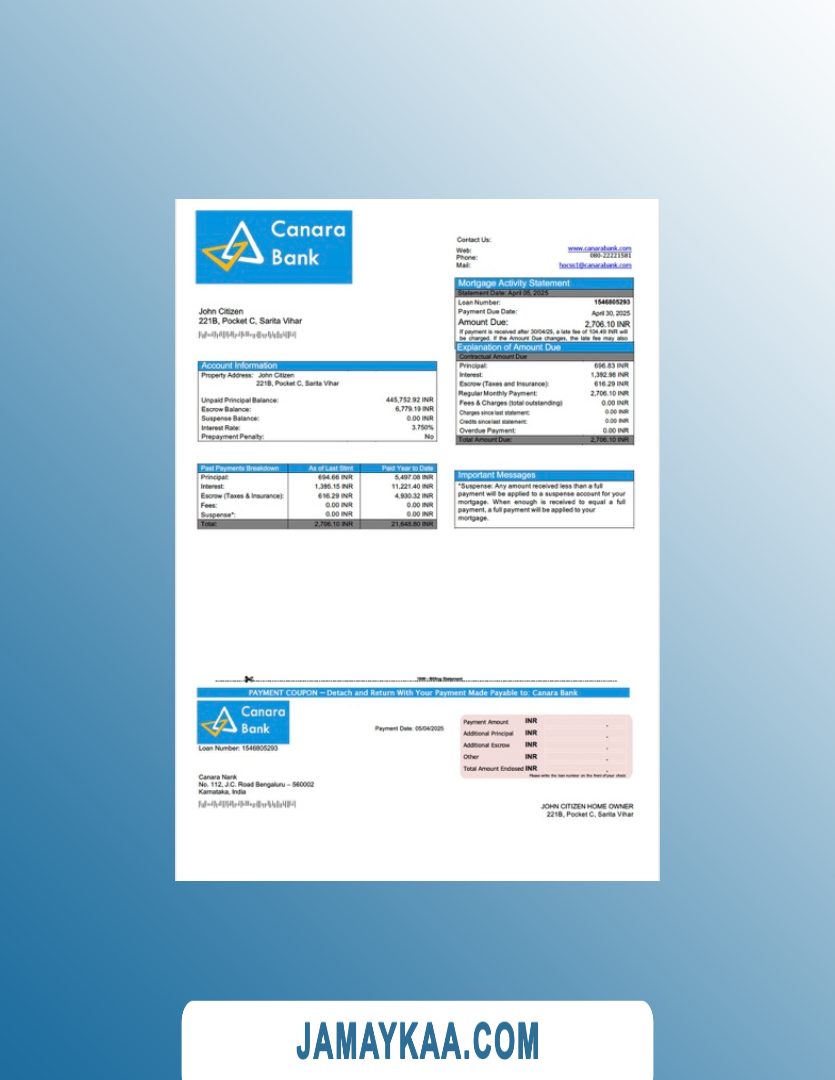 Canara
Bank
Contact Us:
Web: www.canarabank.com
Phone: 080-22221581
Mail: hocss1@canarabank.com
Mortgage Activity Statement
Statement Date: April 05, 2025
Loan Number: 1546805293
Payment Due Date: April 30, 2025
Amount Due: 2,706.10 INR
If payment is received after 30/04/25, a late fee of 104.49 INR will
be charged. If the Amount Due changes, the late fee may also
Explanation of Amount Due
Contractual Amount Due
Principal: 696.83 INR
Interest: 1,392.98 INR
Escrow (Taxes and Insurance): 616.29 INR
Regular Monthly Payment: 2,706.10 INR
Fees & Charges (total outstanding) 0.00 INR
Charges since last statement: 0.00 INR
Credits since last statement: 0.00 INR
Overdue Payment: 0.00 INR
Total Amount Due: 2,706.10 INR
John Citizen
221B, Pocket C, Sarita Vihar
Account Information
Property Address: John Citizen
221B, Pocket C, Sarita Vihar
Unpaid Principal Balance: 445,752.92 INR
Escrow Balance: 6,779.19 INR
Suspense Balance: 0.00 INR
Interest Rate: 3.750%
Prepayment Penalty: No
Past Payments Breakdown As of Last Stmt Paid Year to Date
Principal: 694.66 INR 5,497.08 INR
Interest: 1,395.15 INR 11,221.40 INR
Escrow (Taxes & Insurance): 616.29 INR 4,930.32 INR
Fees: 0.00 INR 0.00 INR
Suspense*: 0.00 INR 0.00 INR
Total: 2,706.10 INR 21,648.80 INR
Important Messages
*Suspense: Any amount received less than a full
payment will be applied to a suspense account for your
mortgage. When enough is received to equal a full
payment, a full payment will be applied to your
mortgage.
Billing Statement
PAYMENT COUPON – Detach and Return With Your Payment Made Payable to: Canara Bank
Canara
Bank
Loan Number: 1546805293
Payment Date: 05/04/2025
Payment Amount INR
Additional Principal INR
Additional Escrow INR
Other INR
Total Amount Enclosed INR
Please write the loan number on the front of your check.
Canara Nank
No. 112, J.C. Road Bengaluru – 560002
Karnataka, India
JOHN CITIZEN HOME OWNER
221B, Pocket C, Sarita Vihar
JAMAYKAA.COM